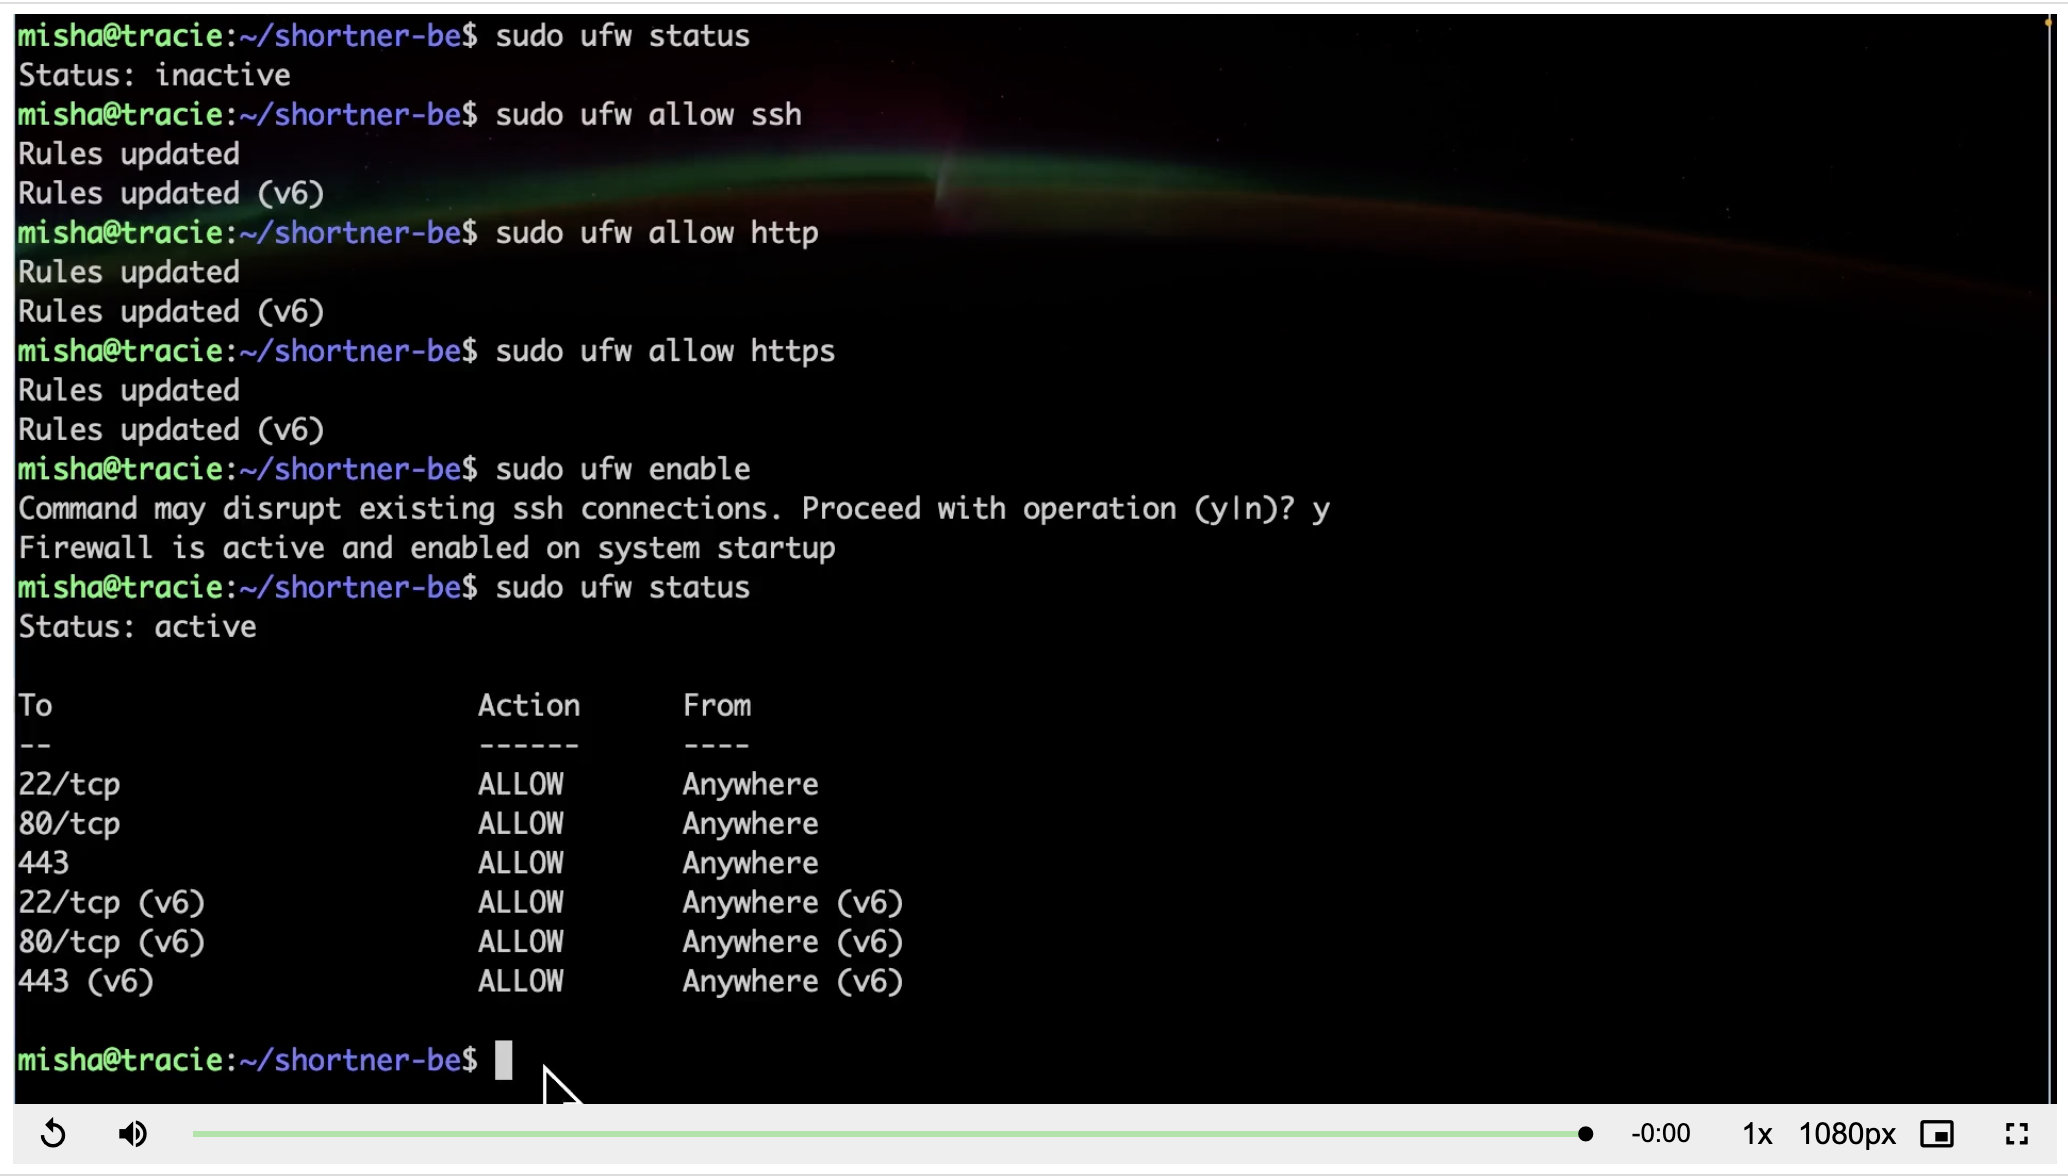 misha@tracie:~/shortner-be$ sudo ufw status
Status: inactive
misha@tracie:~/shortner-be$ sudo ufw allow ssh
Rules updated
Rules updated (v6)
misha@tracie:~/shortner-be$ sudo ufw allow http
Rules updated
Rules updated (v6)
misha@tracie:~/shortner-be$ sudo ufw allow https
Rules updated
Rules updated (v6)
misha@tracie:~/shortner-be$ sudo ufw enable
Command may disrupt existing ssh connections. Proceed with operation (y|n)? y
Firewall is active and enabled on system startup
misha@tracie:~/shortner-be$ sudo ufw status
Status: active
To                         Action      From
--                         ------      ----
22/tcp                     ALLOW       Anywhere
80/tcp                     ALLOW       Anywhere
443                        ALLOW       Anywhere
22/tcp (v6)                ALLOW       Anywhere (v6)
80/tcp (v6)                ALLOW       Anywhere (v6)
443 (v6)                   ALLOW       Anywhere (v6)
misha@tracie:~/shortner-be$
-0:00 1x 1080px